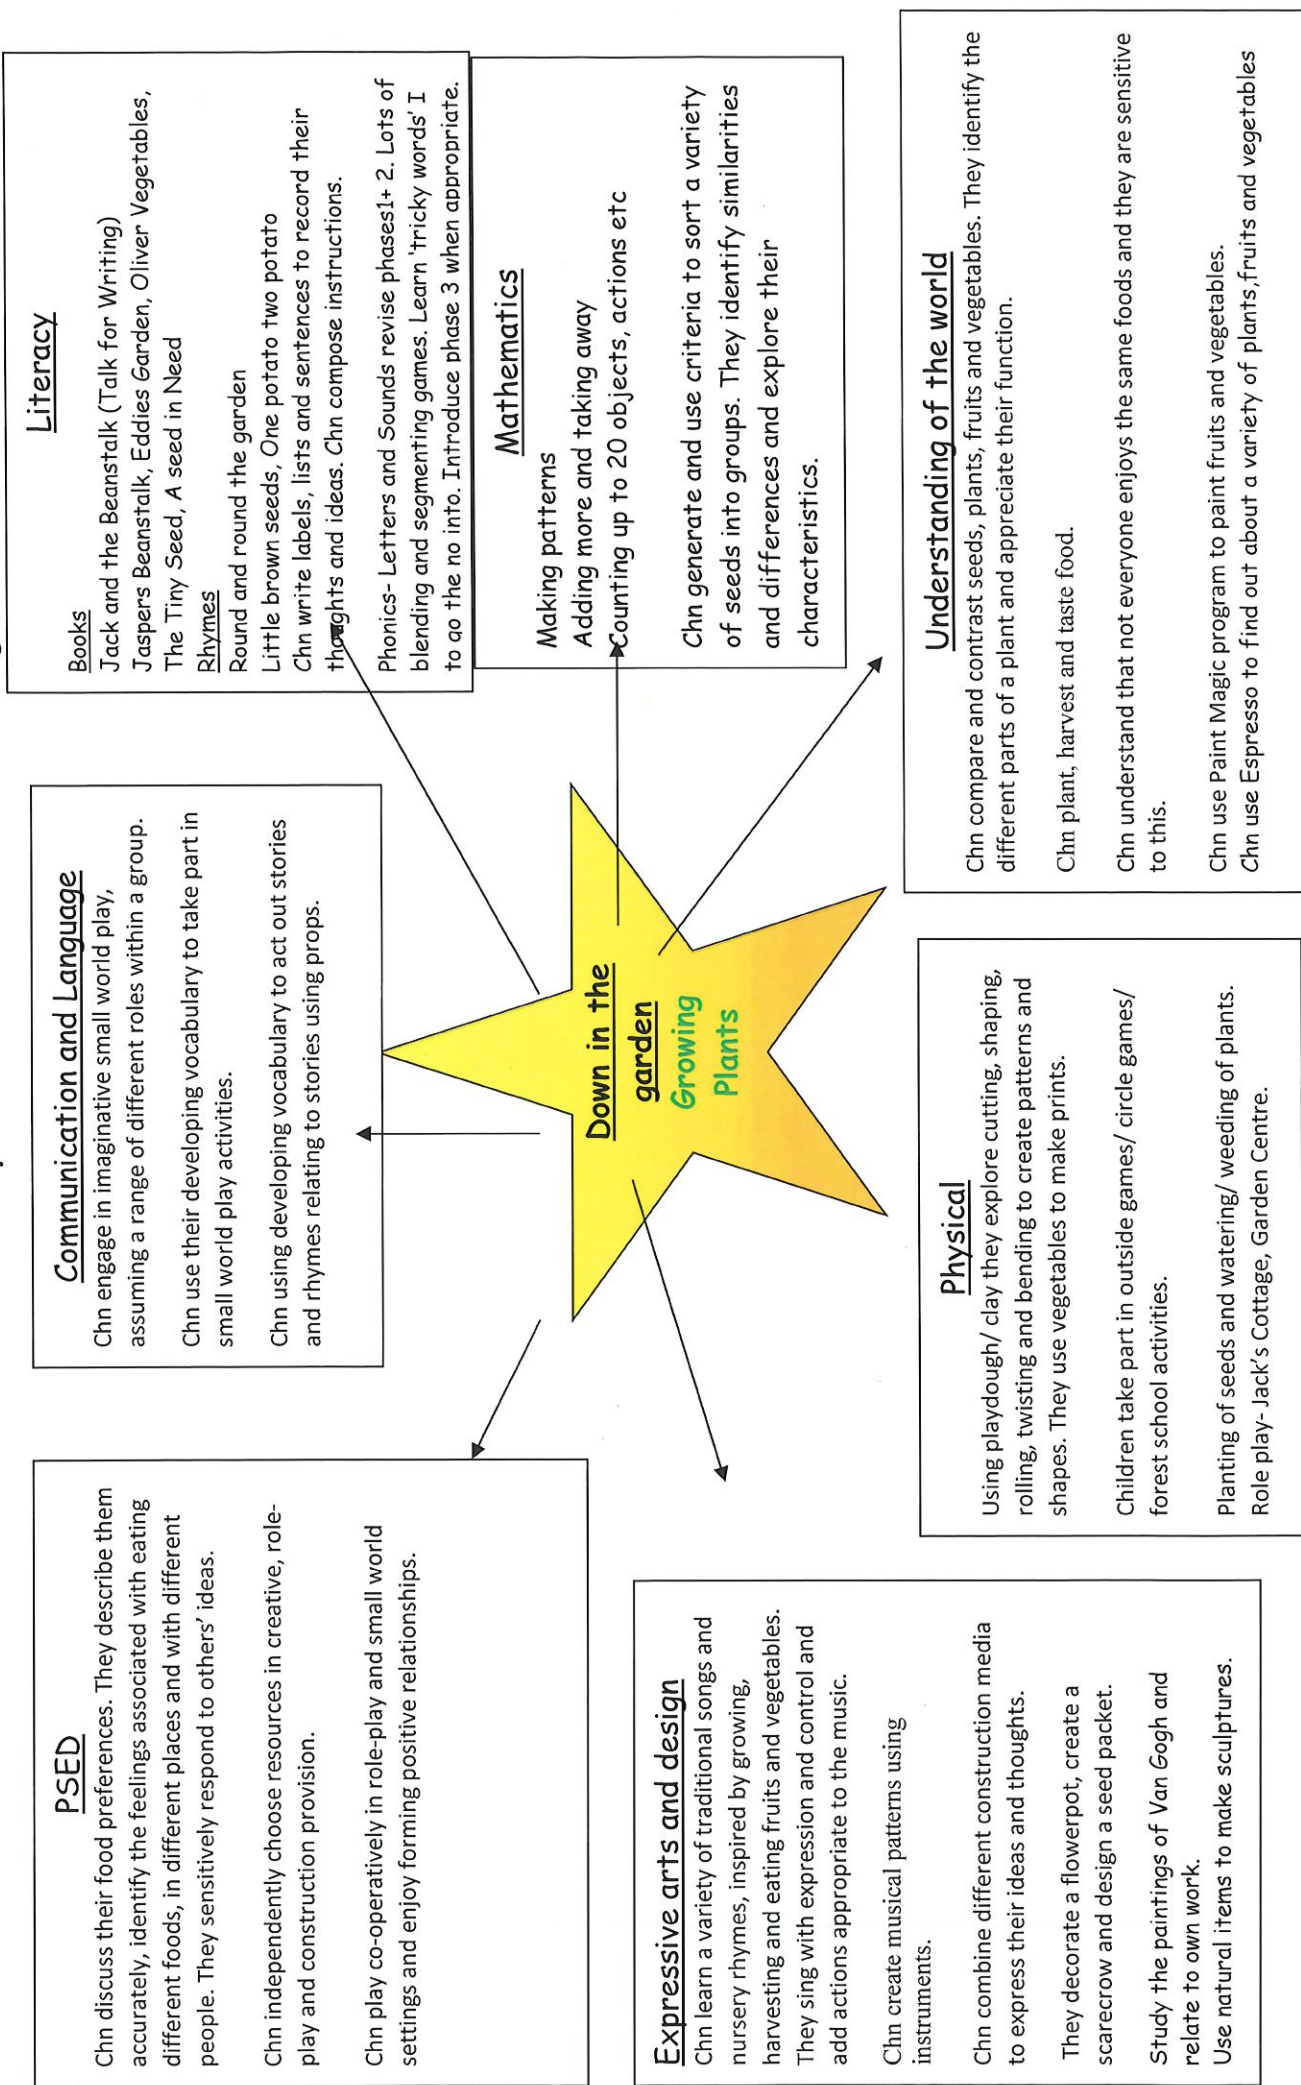 PSED
Chn discuss their food preferences. They describe them
accurately, identify the feelings associated with eating
different foods, in different places and with different
people. They sensitively respond to others' ideas.
Chn independently choose resources in creative, role-
play and construction provision.
Chn play co-operatively in role-play and small world
settings and enjoy forming positive relationships.
Communication and Language
Chn engage in imaginative small world play,
assuming a range of different roles within a group.
Chn use their developing vocabulary to take part in
small world play activities.
Chn using developing vocabulary to act out stories
and rhymes relating to stories using props.
Literacy
Books
Jack and the Beanstalk (Talk for Writing)
Jaspers Beanstalk, Eddies Garden, Oliver Vegetables,
The Tiny Seed, A seed in Need
Rhymes
Round and round the garden
Little brown seeds, One potato two potato
Chn write labels, lists and sentences to record their
thoughts and ideas. Chn compose instructions.
Phonics- Letters and Sounds revise phases1+ 2. Lots of
blending and segmenting games. Learn 'tricky words' I
to go the no into. Introduce phase 3 when appropriate.
Mathematics
Making patterns
Adding more and taking away
Counting up to 20 objects, actions etc
Chn generate and use criteria to sort a variety
of seeds into groups. They identify similarities
and differences and explore their
characteristics.
Down in the
garden
Growing
Plants
Expressive arts and design
Chn learn a variety of traditional songs and
nursery rhymes, inspired by growing,
harvesting and eating fruits and vegetables.
They sing with expression and control and
add actions appropriate to the music.
Chn create musical patterns using
instruments.
Chn combine different construction media
to express their ideas and thoughts.
They decorate a flowerpot, create a
scarecrow and design a seed packet.
Study the paintings of Van Gogh and
relate to own work.
Use natural items to make sculptures.
Physical
Using playdough/ clay they explore cutting, shaping,
rolling, twisting and bending to create patterns and
shapes. They use vegetables to make prints.
Children take part in outside games/ circle games/
forest school activities.
Planting of seeds and watering/ weeding of plants.
Role play- Jack's Cottage, Garden Centre.
Understanding of the world
Chn compare and contrast seeds, plants, fruits and vegetables. They identify the
different parts of a plant and appreciate their function.
Chn plant, harvest and taste food.
Chn understand that not everyone enjoys the same foods and they are sensitive
to this.
Chn use Paint Magic program to paint fruits and vegetables.
Chn use Espresso to find out about a variety of plants,fruits and vegetables